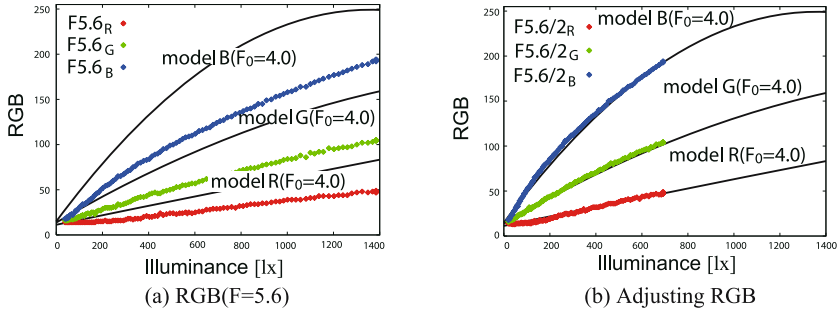 250
200
150
100
50
0
RGB
F5.6R
F5.6G
F5.6B
model B(F0=4.0)
model G(F0=4.0)
model R(F0=4.0)
0 200 400 600 800 1000 1200 1400
Illuminance [lx]
(a) RGB(F=5.6)
250
200
150
100
50
0
RGB
F5.6/2R
F5.6/2G
F5.6/2B
model B(F0=4.0)
model G(F0=4.0)
model R(F0=4.0)
0 200 400 600 800 1000 1200 1400
Illuminance [lx]
(b) Adjusting RGB